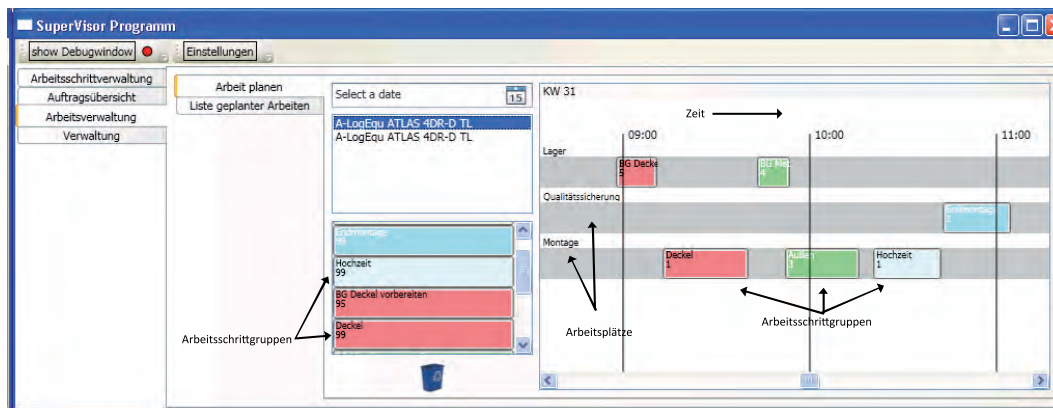 SuperVisor Programm
show Debugwindow
Einstellungen
Arbeitsschrittverwaltung
Auftragsübersicht
Arbeitsverwaltung
Verwaltung
Arbeit planen
Liste geplanter Arbeiten
Select a date
15
A-LogEqu ATLAS 4DR-D TL
A-LogEqu ATLAS 4DR-D TL
Endmontage
99
Hochzeit
99
BG Deckel vorbereiten
95
Deckel
99
Arbeitsschrittgruppen
KW 31
Zeit
09:00 10:00 11:00
Lager
BG Decke
5
BG Mo
4
Qualitätssicherung
Endmontag
Montage
Deckel
1
Außen
Hochzeit
1
Arbeitsplätze
Arbeitsschrittgruppen